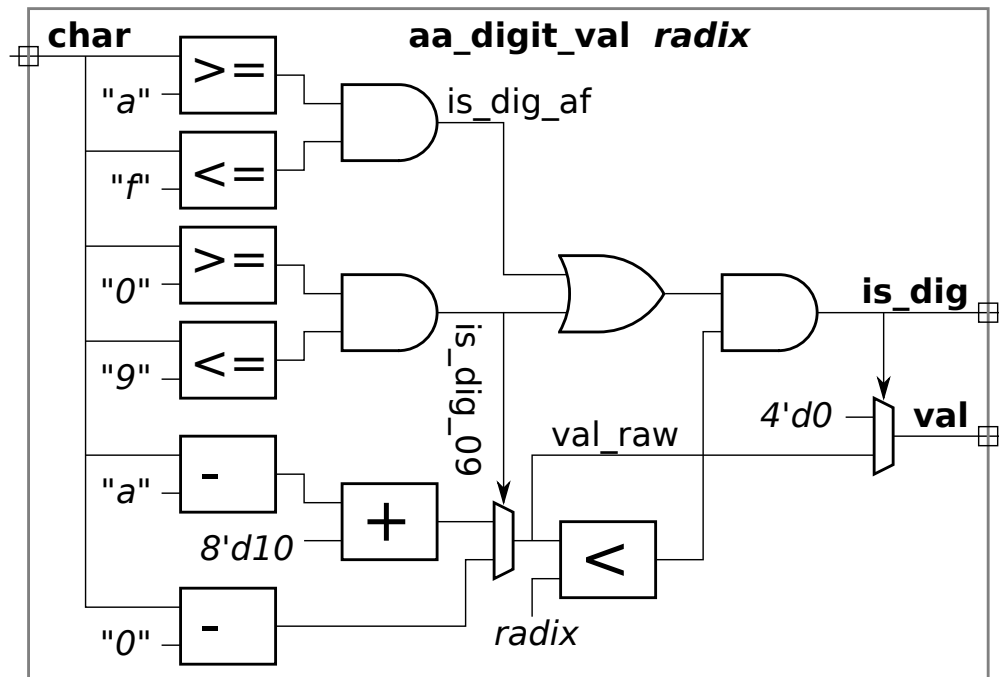 char
aa_digit_val radix
>=
"a"
is_dig_af
<=
"f"
>=
"0"
is_dig
<=
"9"
is_dig_09
4'd0
val
val_raw
-
"a"
+
8'd10
<
-
"0"
radix